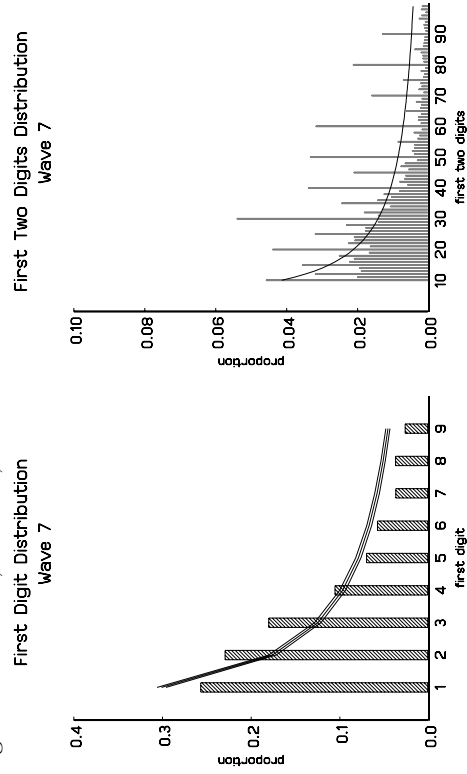 First Digit Distribution
Wave 7
proportion
0.4
0.3
0.2
0.1
0.0
1 2 3 4 5 6 7 8 9
first digit
First Two Digits Distribution
Wave 7
proportion
0.10
0.08
0.06
0.04
0.02
0.00
10 20 30 40 50 60 70 80 90
first two digits